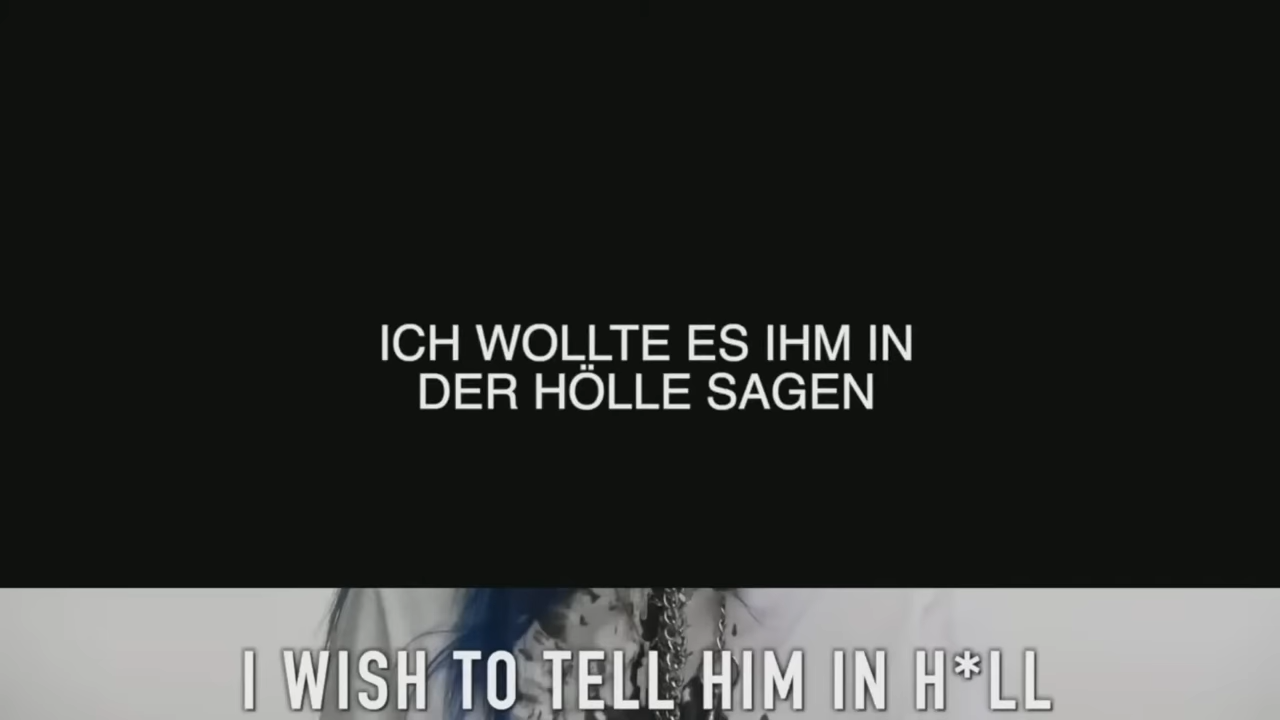 ICH WOLLTE ES IHM IN
DER HÖLLE SAGEN
I WISH TO TELL HIM IN H*LL